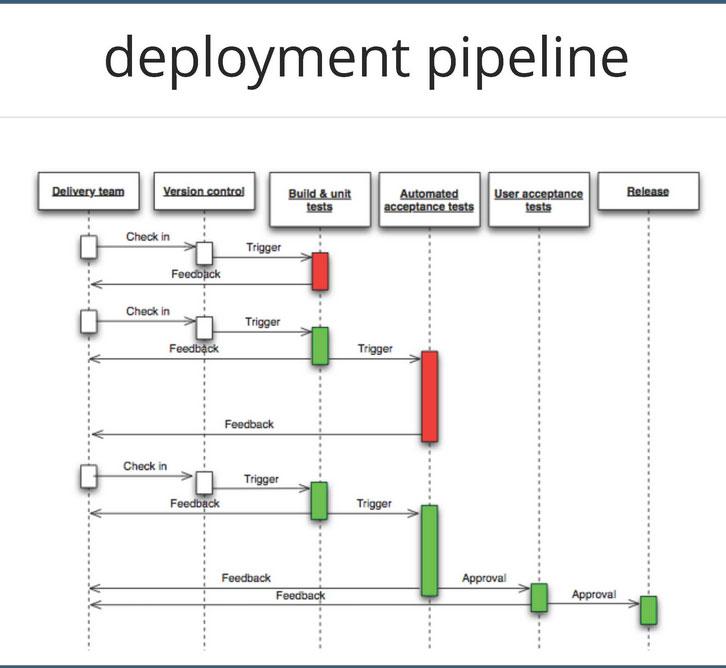 deployment pipeline
Delivery team
Version control
Build & unit
tests
Automated
acceptance tests
User acceptance
tests
Release
Check in
Trigger
Feedback
Check in
Trigger
Feedback
Trigger
Feedback
Check in
Trigger
Feedback
Trigger
Feedback
Approval
Feedback
Approval